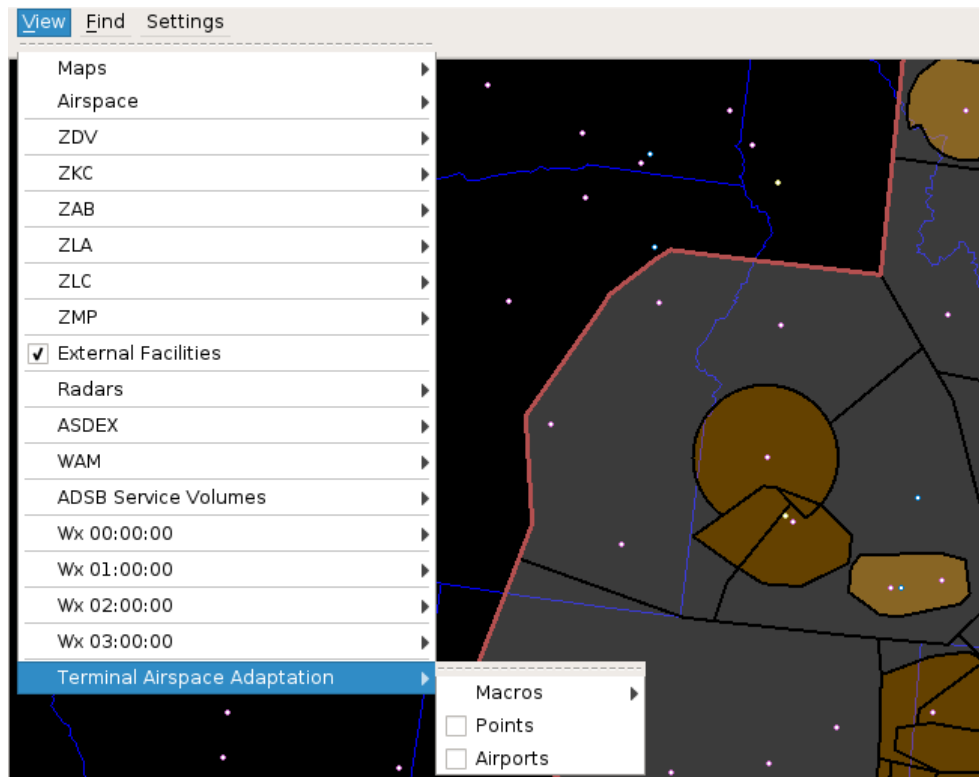 View Find Settings
Maps
Airspace
ZDV
ZKC
ZAB
ZLA
ZLC
ZMP
External Facilities
Radars
ASDEX
WAM
ADSB Service Volumes
Wx 00:00:00
Wx 01:00:00
Wx 02:00:00
Wx 03:00:00
Terminal Airspace Adaptation
Macros
Points
Airports